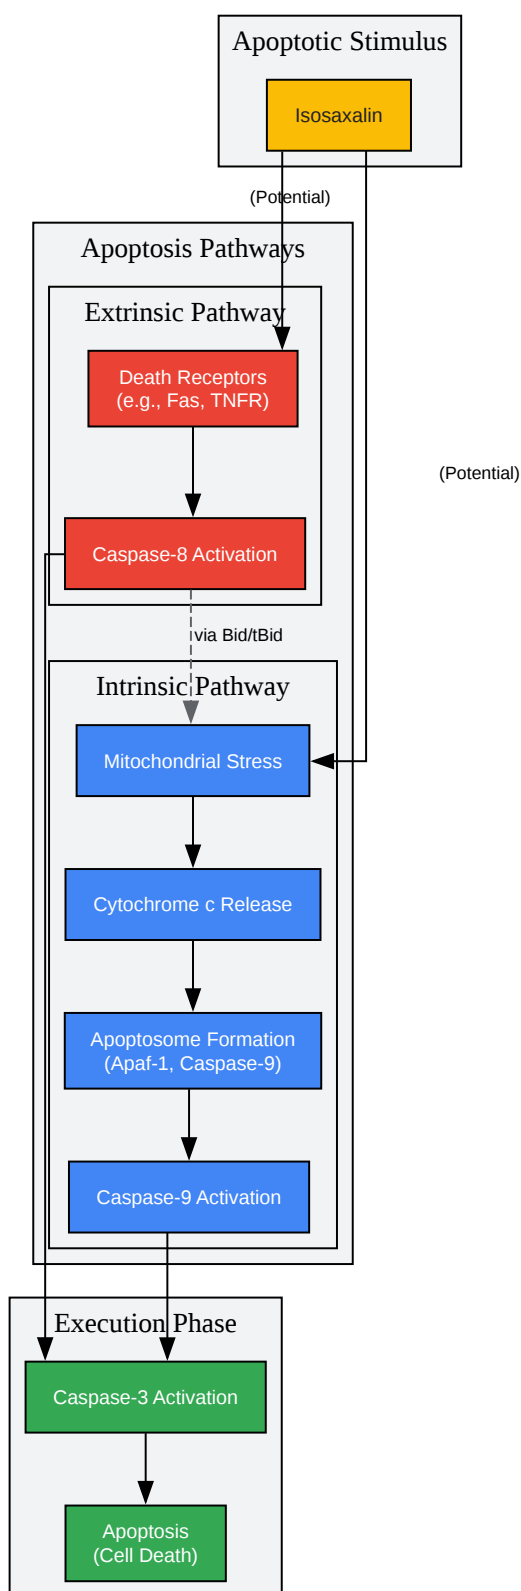 Apoptotic Stimulus
Isosaxalin
(Potential)
Apoptosis Pathways
Extrinsic Pathway
Death Receptors
(e.g., Fas, TNFR)
(Potential)
Caspase-8 Activation
via Bid/tBid
Intrinsic Pathway
Mitochondrial Stress
Cytochrome c Release
Apoptosome Formation
(Apaf-1, Caspase-9)
Caspase-9 Activation
Execution Phase
Caspase-3 Activation
Apoptosis
(Cell Death)